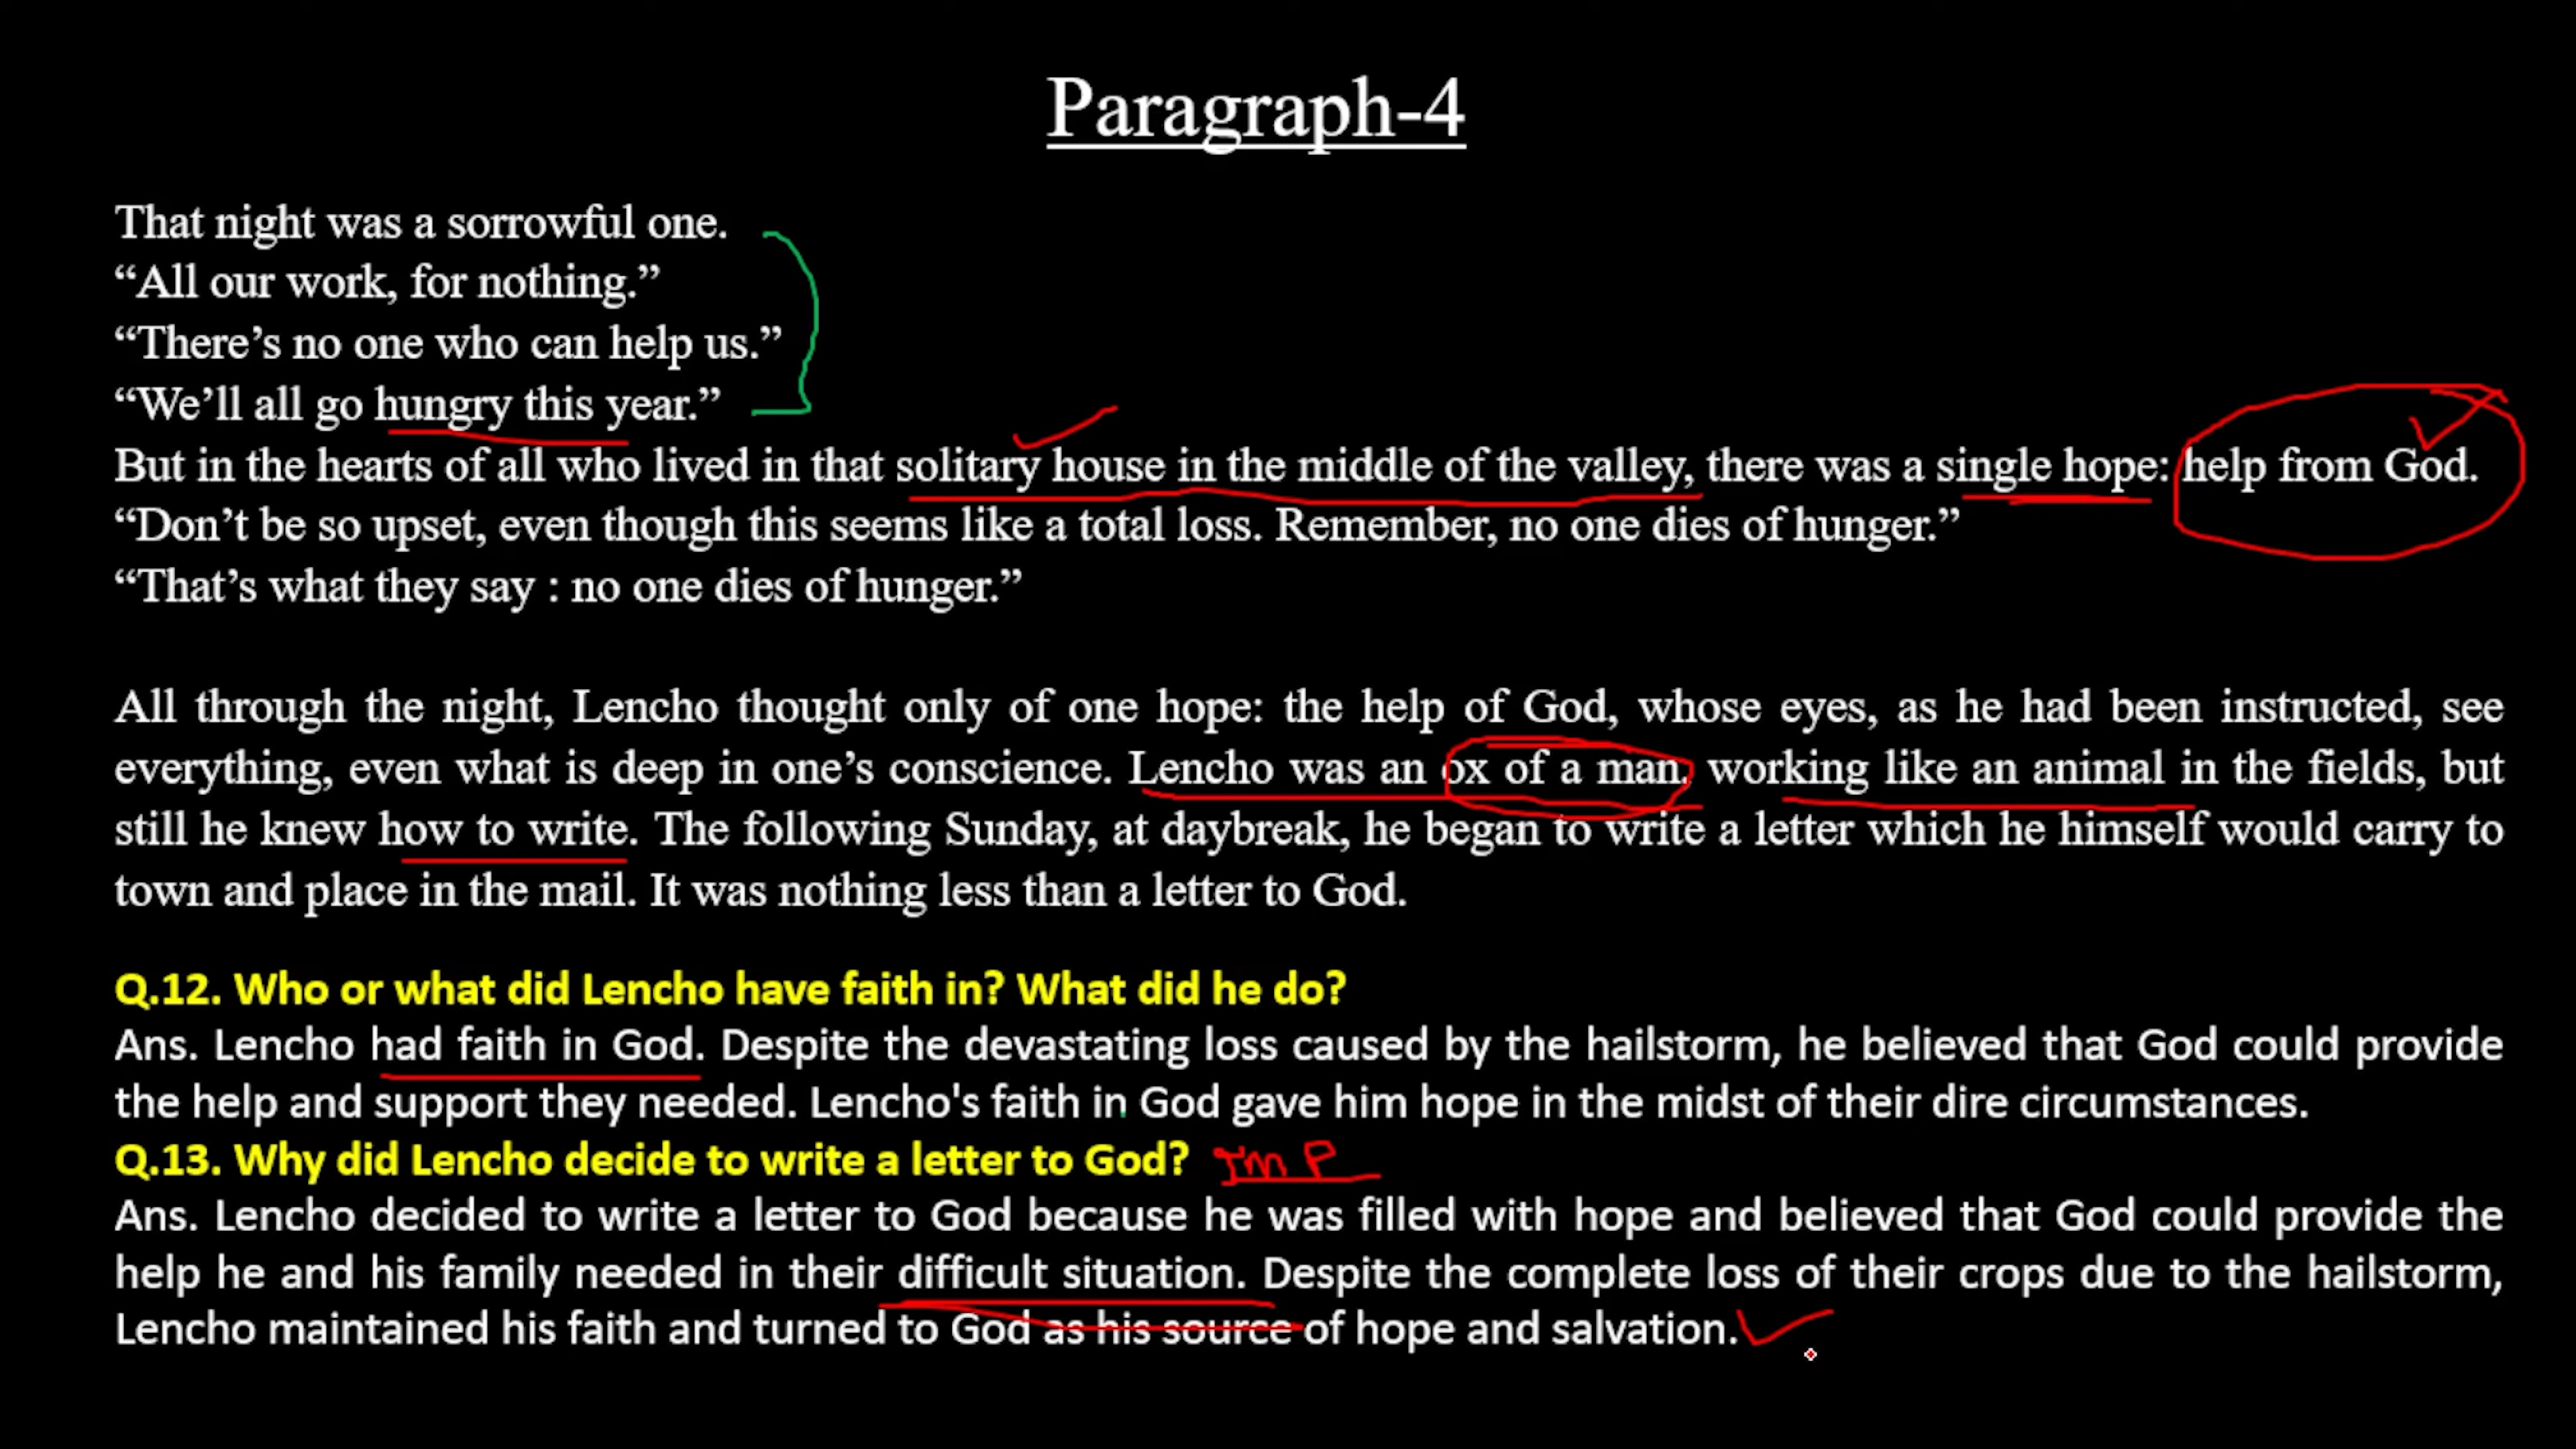 Paragraph-4
That night was a sorrowful one.
“All our work, for nothing.”
“There’s no one who can help us.”
“We’ll all go hungry this year.”
But in the hearts of all who lived in that solitary house in the middle of the valley, there was a single hope: help from God.
“Don’t be so upset, even though this seems like a total loss. Remember, no one dies of hunger.”
“That’s what they say : no one dies of hunger.”
All through the night, Lencho thought only of one hope: the help of God, whose eyes, as he had been instructed, see
everything, even what is deep in one’s conscience. Lencho was an ox of a man, working like an animal in the fields, but
still he knew how to write. The following Sunday, at daybreak, he began to write a letter which he himself would carry to
town and place in the mail. It was nothing less than a letter to God.
Q.12. Who or what did Lencho have faith in? What did he do?
Ans. Lencho had faith in God. Despite the devastating loss caused by the hailstorm, he believed that God could provide
the help and support they needed. Lencho's faith in God gave him hope in the midst of their dire circumstances.
Q.13. Why did Lencho decide to write a letter to God? Imp
Ans. Lencho decided to write a letter to God because he was filled with hope and believed that God could provide the
help he and his family needed in their difficult situation. Despite the complete loss of their crops due to the hailstorm,
Lencho maintained his faith and turned to God as his source of hope and salvation.